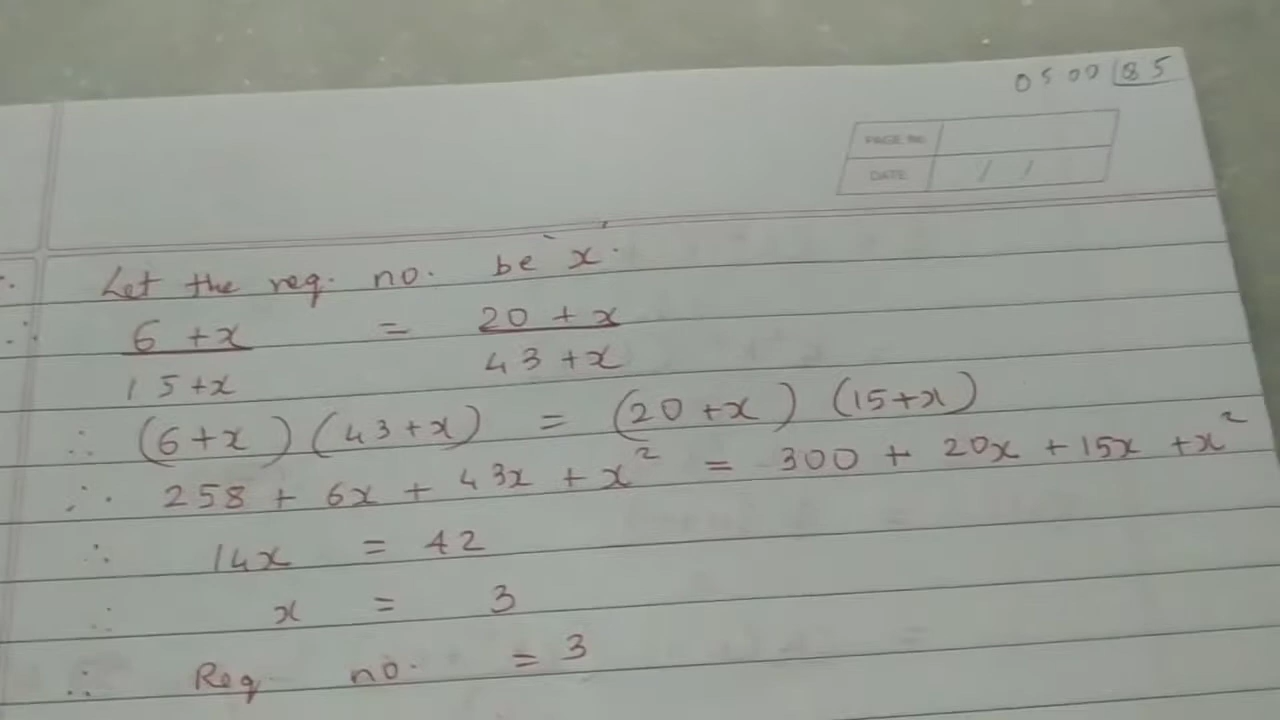 0500 85
PAGE No.
DATE / /
Let the req. no. be x.
∴ 6 + x / 15 + x = 20 + x / 43 + x
∴ (6 + x) (43 + x) = (20 + x) (15 + x)
∴ 258 + 6x + 43x + x² = 300 + 20x + 15x + x²
∴ 14x = 42
∴ x = 3
∴ Req. no. = 3